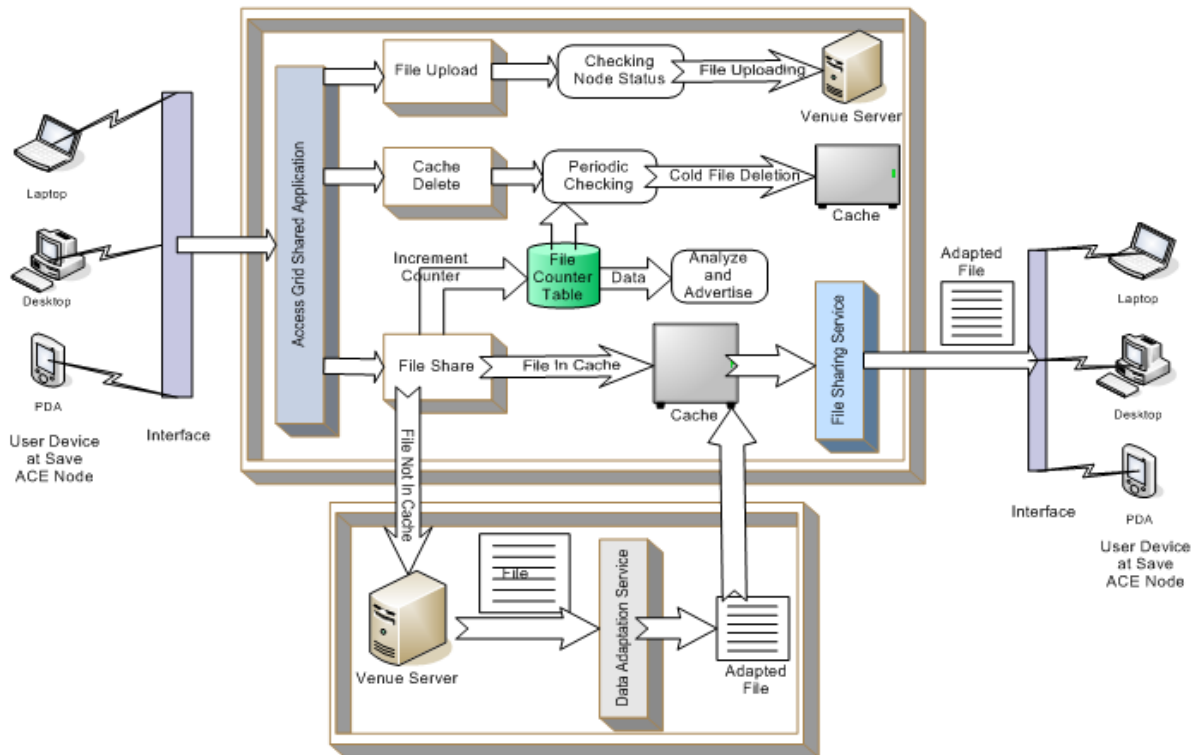 File Upload
Checking
Node Status
File Uploading
Venue Server
Laptop
Desktop
PDA
User Device
at Save
ACE Node
Interface
Access Grid Shared Application
Cache
Delete
Periodic
Checking
Cold File Deletion
Cache
Increment
Counter
File
Counter
Table
Data
Analyze
and
Advertise
File Share
File In Cache
Cache
File Sharing Service
Adapted
File
Laptop
Desktop
PDA
Interface
User Device
at Save
ACE Node
File Not In Cache
Venue Server
File
Data Adaptation Service
Adapted
File